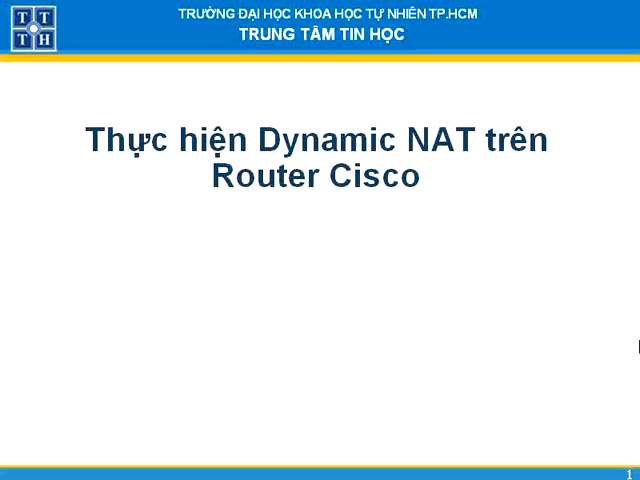 T T
T H
TRƯỜNG ĐẠI HỌC KHOA HỌC TỰ NHIÊN TP.HCM
TRUNG TÂM TIN HỌC
Thực hiện Dynamic NAT trên
Router Cisco
1